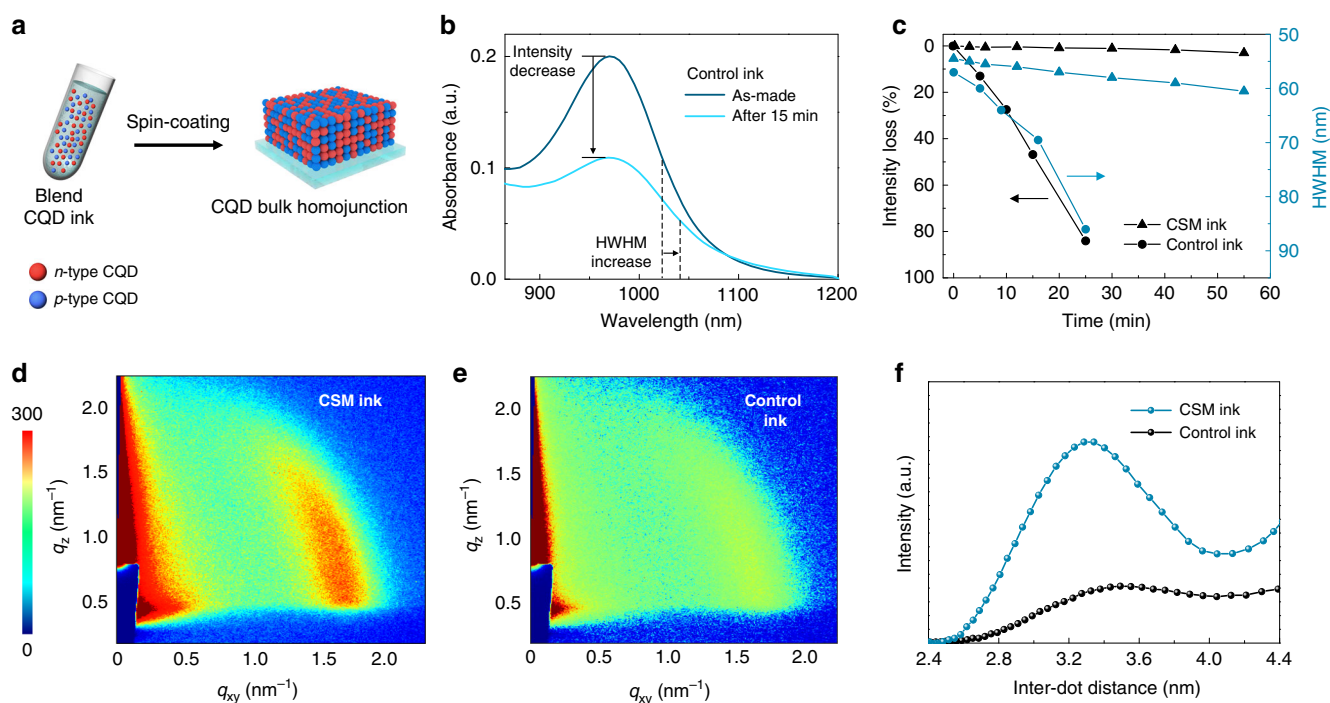 a
Spin-coating
Blend
CQD ink
CQD bulk homojunction
n-type CQD
p-type CQD
b
Absorbance (a.u.)
0.2
0.1
0.0
Intensity
decrease
Control ink
As-made
After 15 min
HWHM
increase
900
1000
1100
1200
Wavelength (nm)
c
Intensity loss (%)
0
20
40
60
80
100
CSM ink
Control ink
50
60
70
80
90
HWHM (nm)
0
10
20
30
40
50
60
Time (min)
d
300
0
CSM ink
qz (nm–1)
2.0
1.5
1.0
0.5
0
0.5
1.0
1.5
2.0
qxy (nm–1)
e
Control
ink
qz (nm–1)
2.0
1.5
1.0
0.5
0
0.5
1.0
1.5
2.0
qxy (nm–1)
f
Intensity (a.u.)
CSM ink
Control ink
2.4
2.8
3.2
3.6
4.0
4.4
Inter-dot distance (nm)